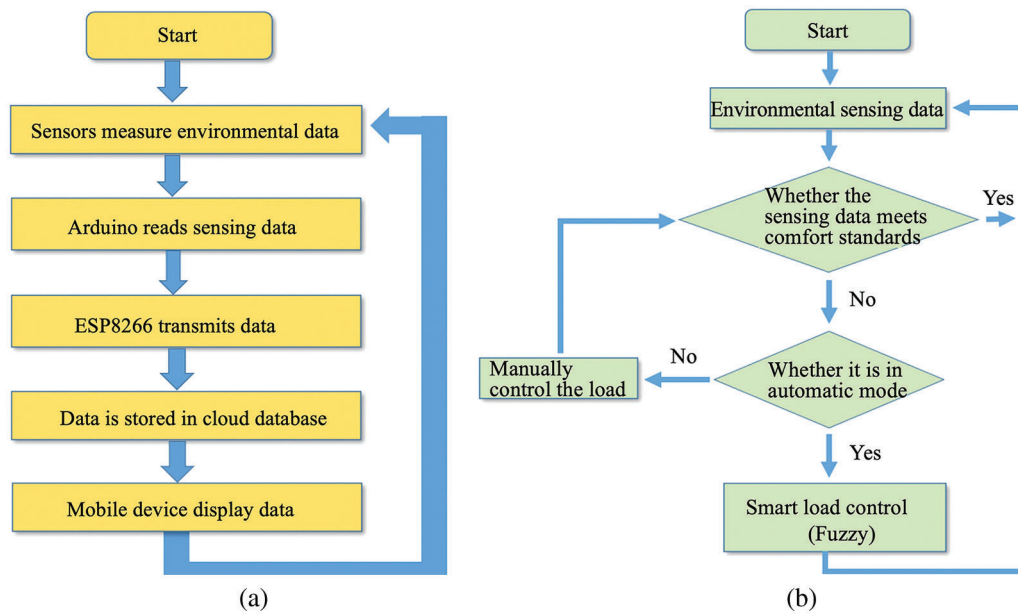 Start
Sensors measure environmental data
Arduino reads sensing data
ESP8266 transmits data
Data is stored in cloud database
Mobile device display data
(a)
Start
Environmental sensing data
Whether the
sensing data meets
comfort standards
Yes
No
Whether it is in
automatic mode
No
Manually
control the load
Yes
Smart load control
(Fuzzy)
(b)